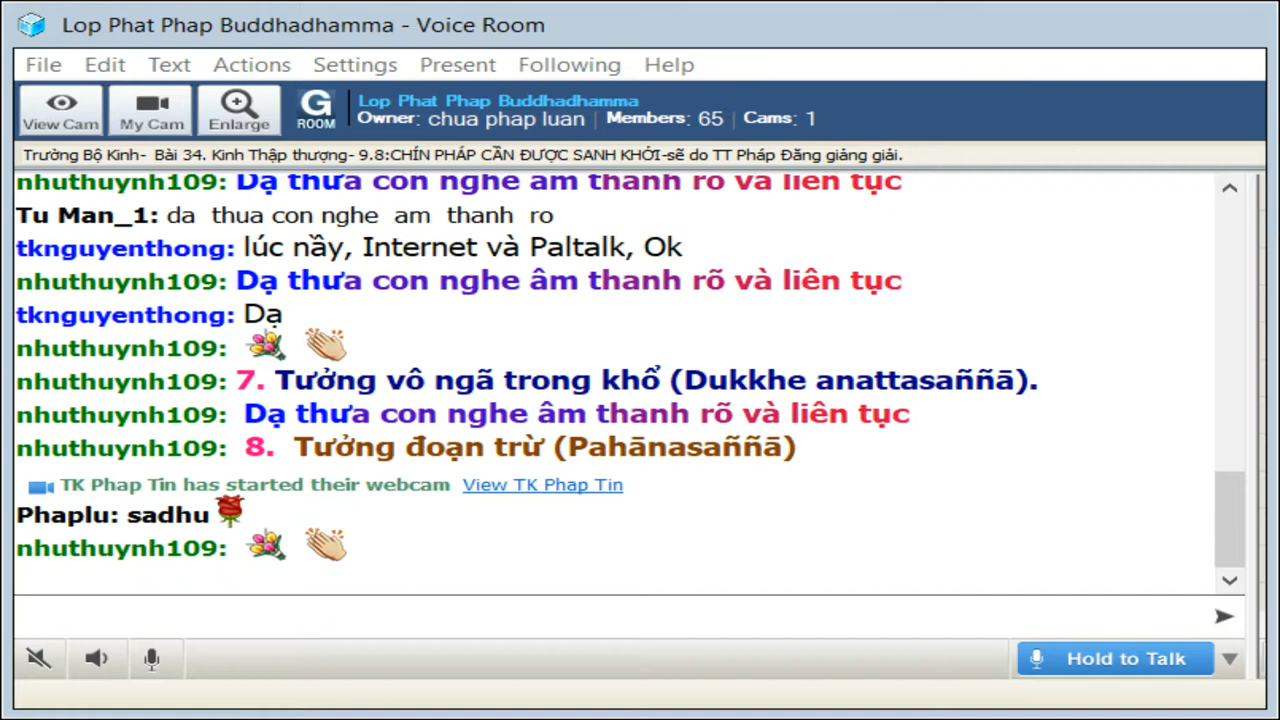 Lop Phat Phap Buddhadhamma - Voice Room
File Edit Text Actions Settings Present Following Help
View Cam My Cam Enlarge G ROOM
Lop Phat Phap Buddhadhamma
Owner: chua phap luan | Members: 65 | Cams: 1
Trường Bộ Kinh- Bài 34. Kinh Thập thượng- 9.8:CHÍN PHÁP CẦN ĐƯỢC SANH KHỞI-sẽ do TT Pháp Đăng giảng giải.
nhuthuynh109: Dạ thưa con nghe âm thanh rõ và liên tục
Tu Man_1: da thua con nghe am thanh ro
tknguyenthong: lúc nầy, Internet và Paltalk, Ok
nhuthuynh109: Dạ thưa con nghe âm thanh rõ và liên tục
tknguyenthong: Dạ
nhuthuynh109:
nhuthuynh109: 7. Tưởng vô ngã trong khổ (Dukkhe anattasaññā).
nhuthuynh109: Dạ thưa con nghe âm thanh rõ và liên tục
nhuthuynh109: 8. Tưởng đoạn trừ (Pahānasaññā)
TK Phap Tin has started their webcam View TK Phap Tin
Phaplu: sadhu
nhuthuynh109:
Hold to Talk